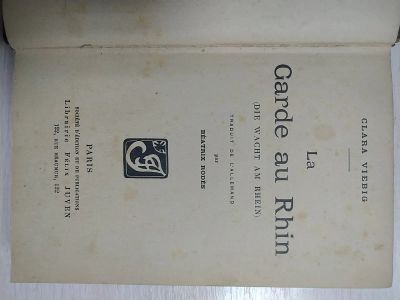 CLARA VIEBIG
La
Garde au Rhin
(DIE WACHT AM RHEIN)
TRADUIT DE L'ALLEMAND
par
BÉATRIX RODÈS
PARIS
SOCIÉTÉ D'ÉDITION ET DE PUBLICATIONS
Librairie Félix JUVEN
122, RUE RÉAUMUR, 122